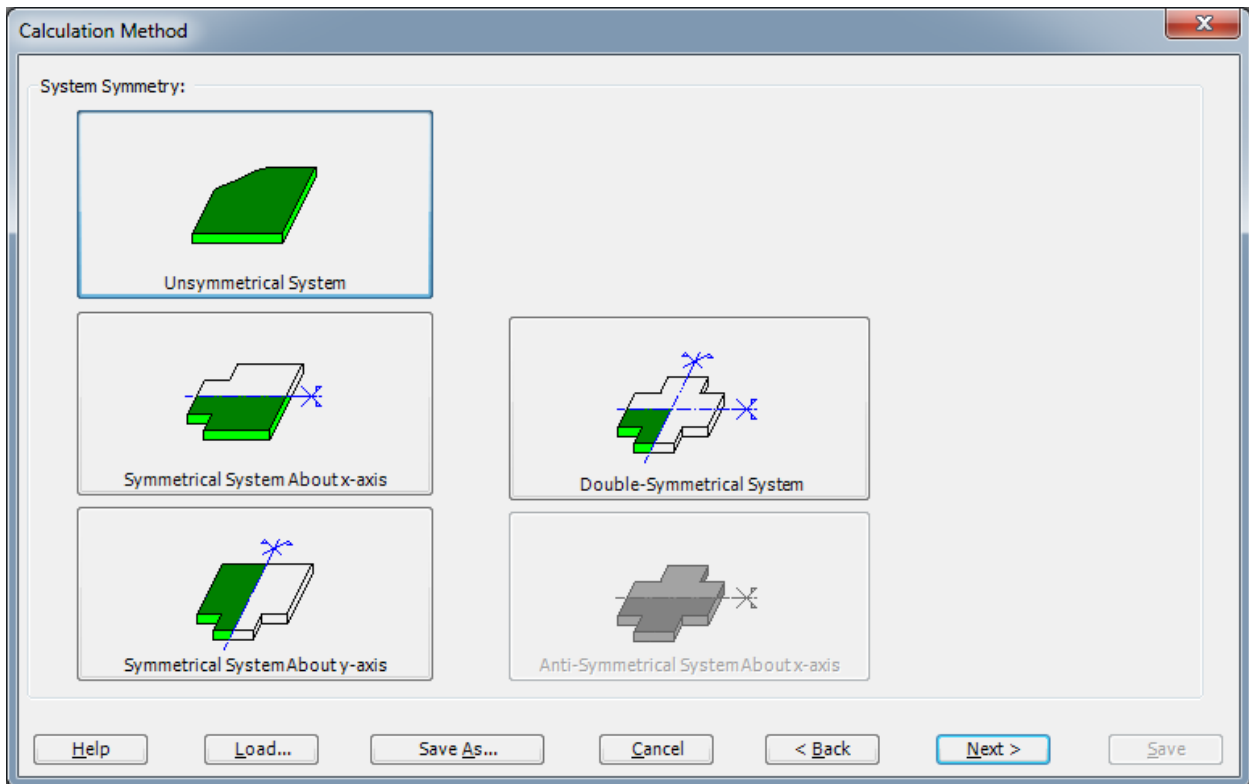 Calculation Method
System Symmetry:
Unsymmetrical System
Symmetrical System About x-axis
Double-Symmetrical System
Symmetrical System About y-axis
Anti-Symmetrical System About x-axis
Help
Load...
Save As...
Cancel
< Back
Next >
Save